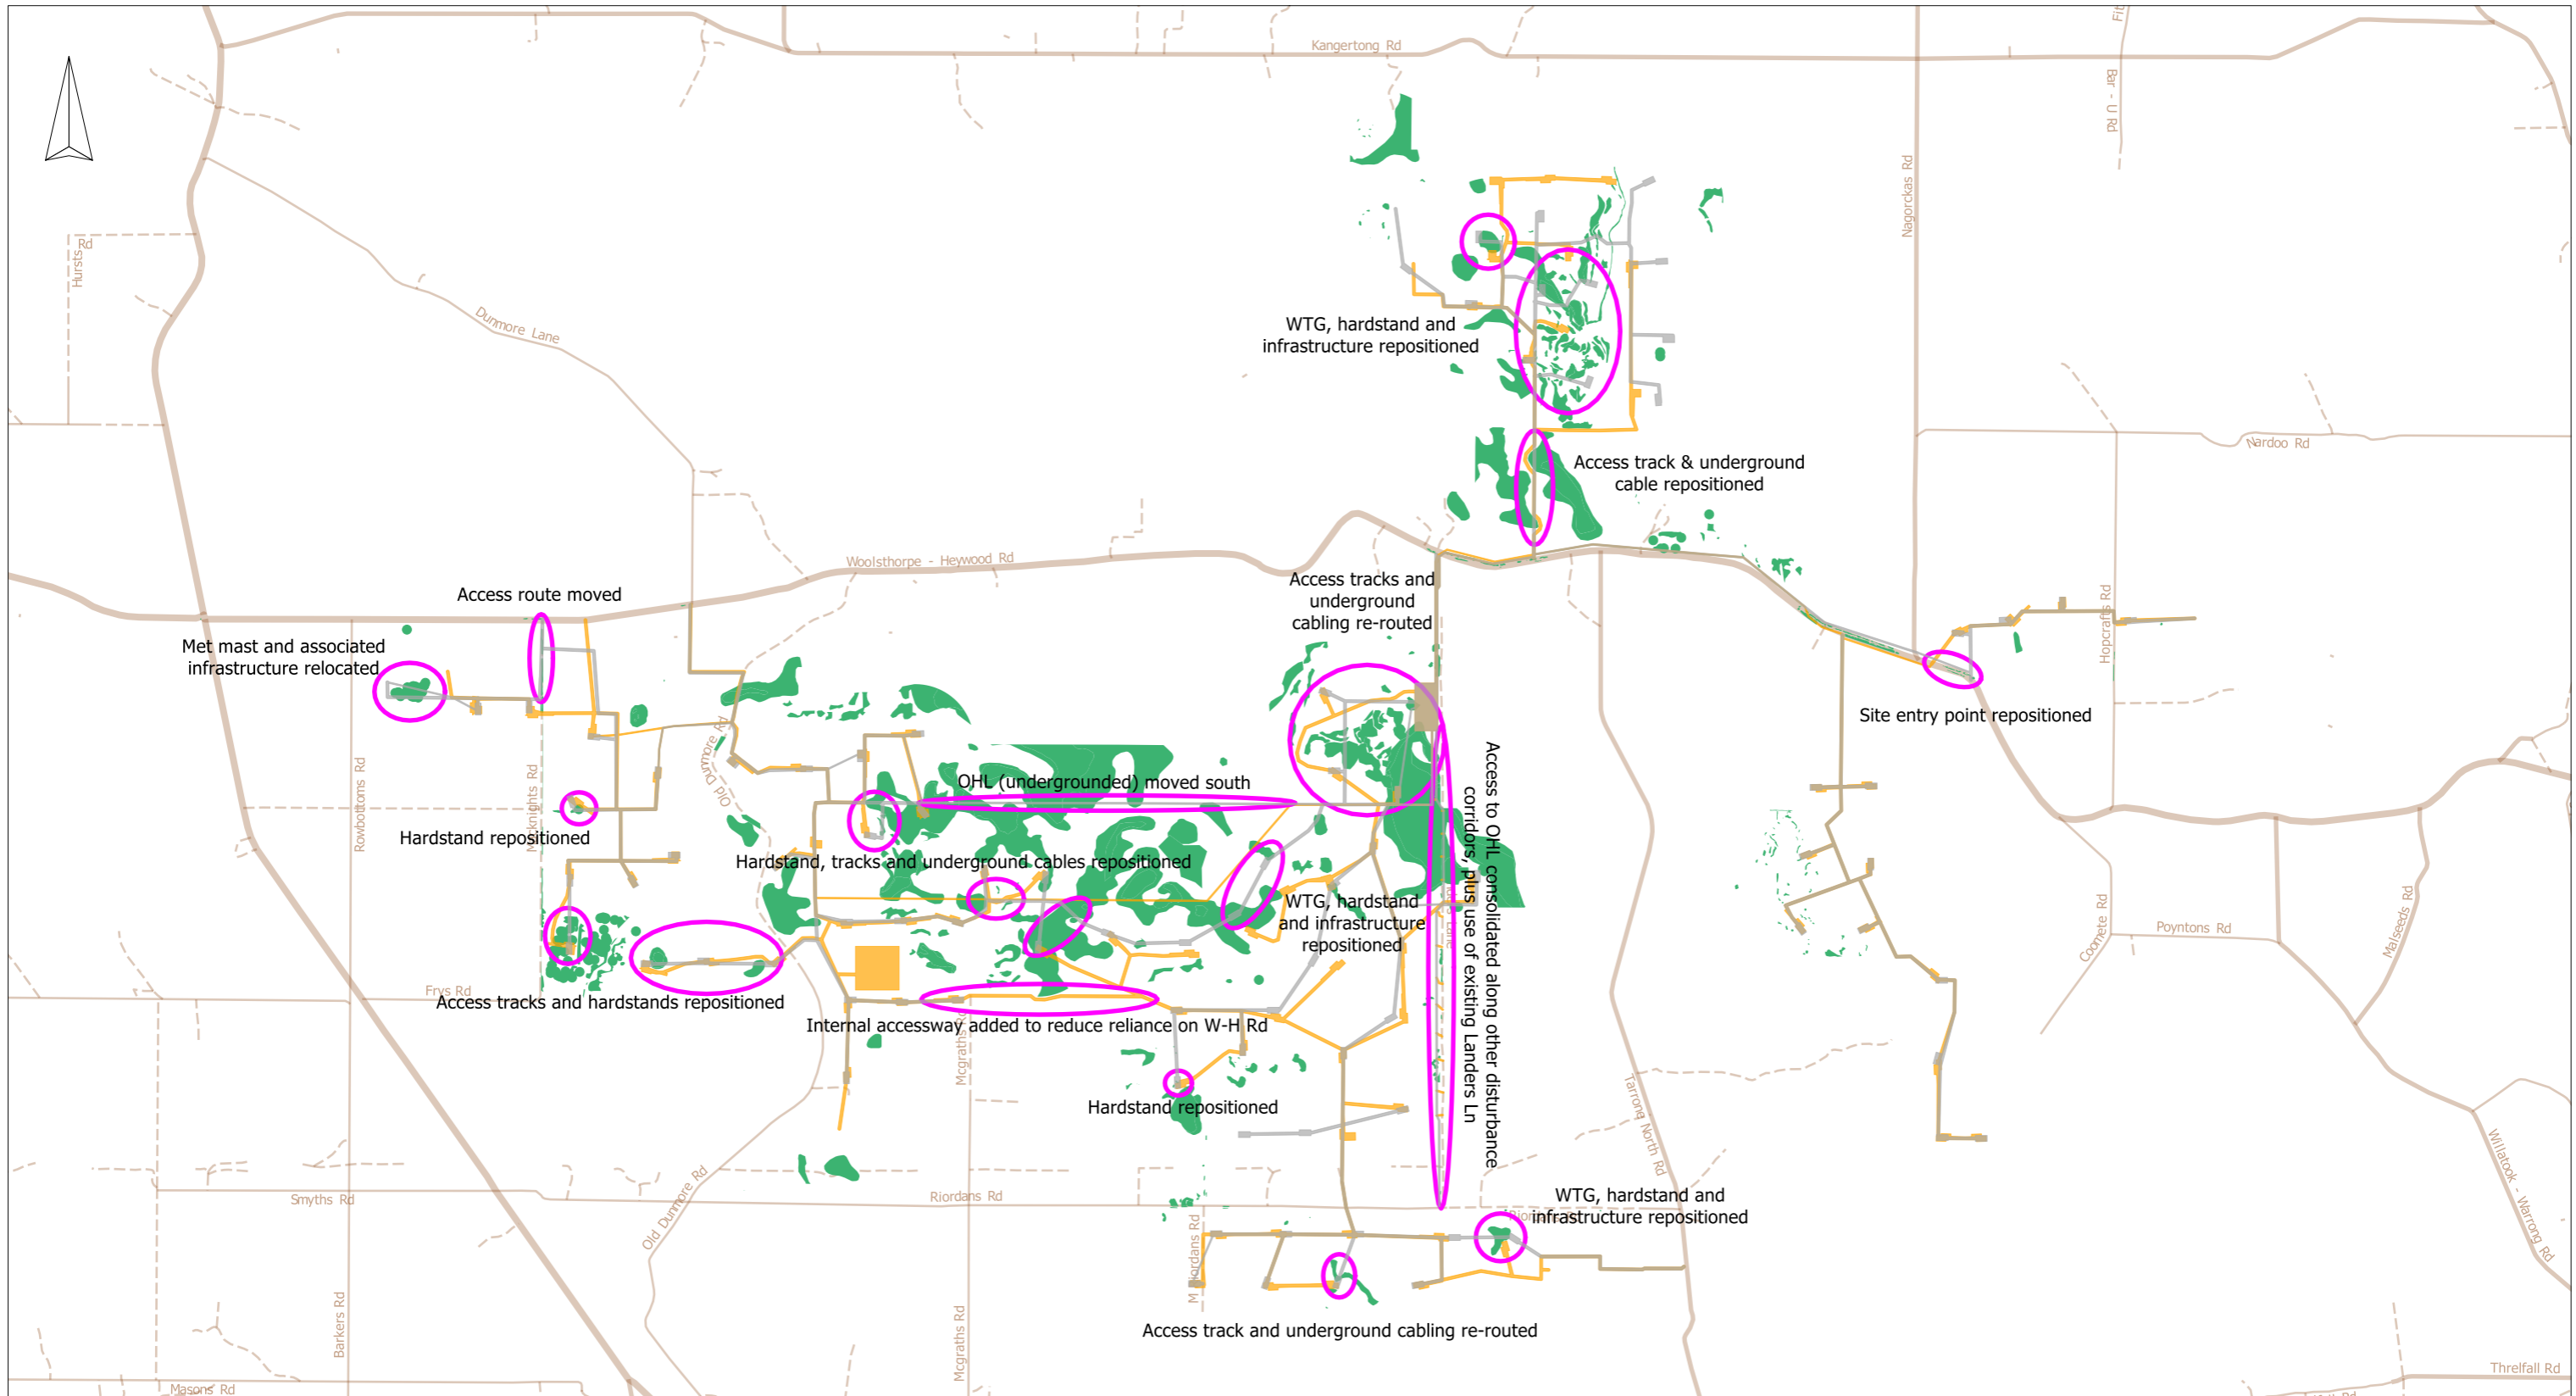 Kangertong Rd
Fit
Bar - U Rd
Nagorckas Rd
Hursts Rd
Dunmore Lane
WTG, hardstand and
infrastructure repositioned
Nardoo Rd
Access track & underground
cable repositioned
Woolsthorpe - Heywood Rd
Access tracks and
underground
cabling re-routed
Access route moved
Met mast and associated
infrastructure relocated
Hopcrafts Rd
Site entry point repositioned
Old Dunmore Rd
Rowbottoms Rd
McKnights Rd
OHL (undergrounded) moved south
Access to OHL consolidated along other disturbance
corridors, plus use of existing Landers Ln
Hardstand repositioned
Hardstand, tracks and underground cables repositioned
WTG, hardstand
and infrastructure
repositioned
Lane
Coomete Rd
Poyntons Rd
Malseeds Rd
Frys Rd
Access tracks and hardstands repositioned
Internal accessway added to reduce reliance on W-H Rd
Mcgraths Rd
Hardstand repositioned
Tarrone North Rd
Willatook - Warrong Rd
Smyths Rd
Old Dunmore Rd
Riordans Rd
WTG, hardstand and
infrastructure repositioned
M Riordans Rd
Barkers Rd
Mcgraths Rd
Access track and underground cabling re-routed
Masons Rd
Threlfall Rd